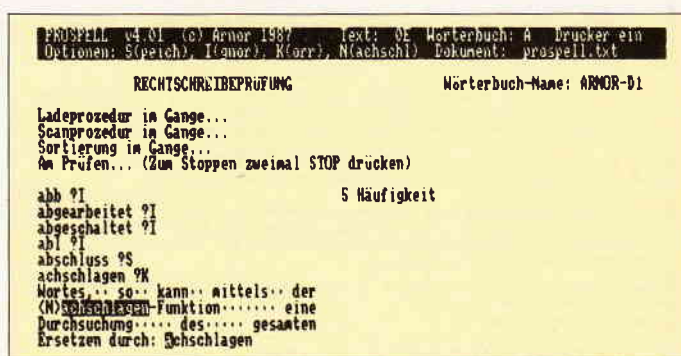 PROSPELL v4.01 (c) Arnor 1987 Text: 0E Wörterbuch: A Drucker ein
Optionen: S(peich), I(gnor), K(orr), N(achschl) Dokument: prospell.txt
RECHTSCHREIBEPRüFUNG Wörterbuch-Name: ARMOR-D1
Ladeprozedur im Gange...
Scanprozedur im Gange...
Sortierung im Gange...
Am Prüfen... (Zum Stoppen zweimal STOP drücken)
abb ?I 5 Häufigkeit
abgearbeitet ?I
abgeschaltet ?I
abl ?I
abschluss ?S
achschlagen ?K
Wortes,·· so·· kann·· mittels·· der
(N)achschlagen-Funktion······· eine
Durchsuchung····· des····· gesamten
Ersetzen durch: achschlagen